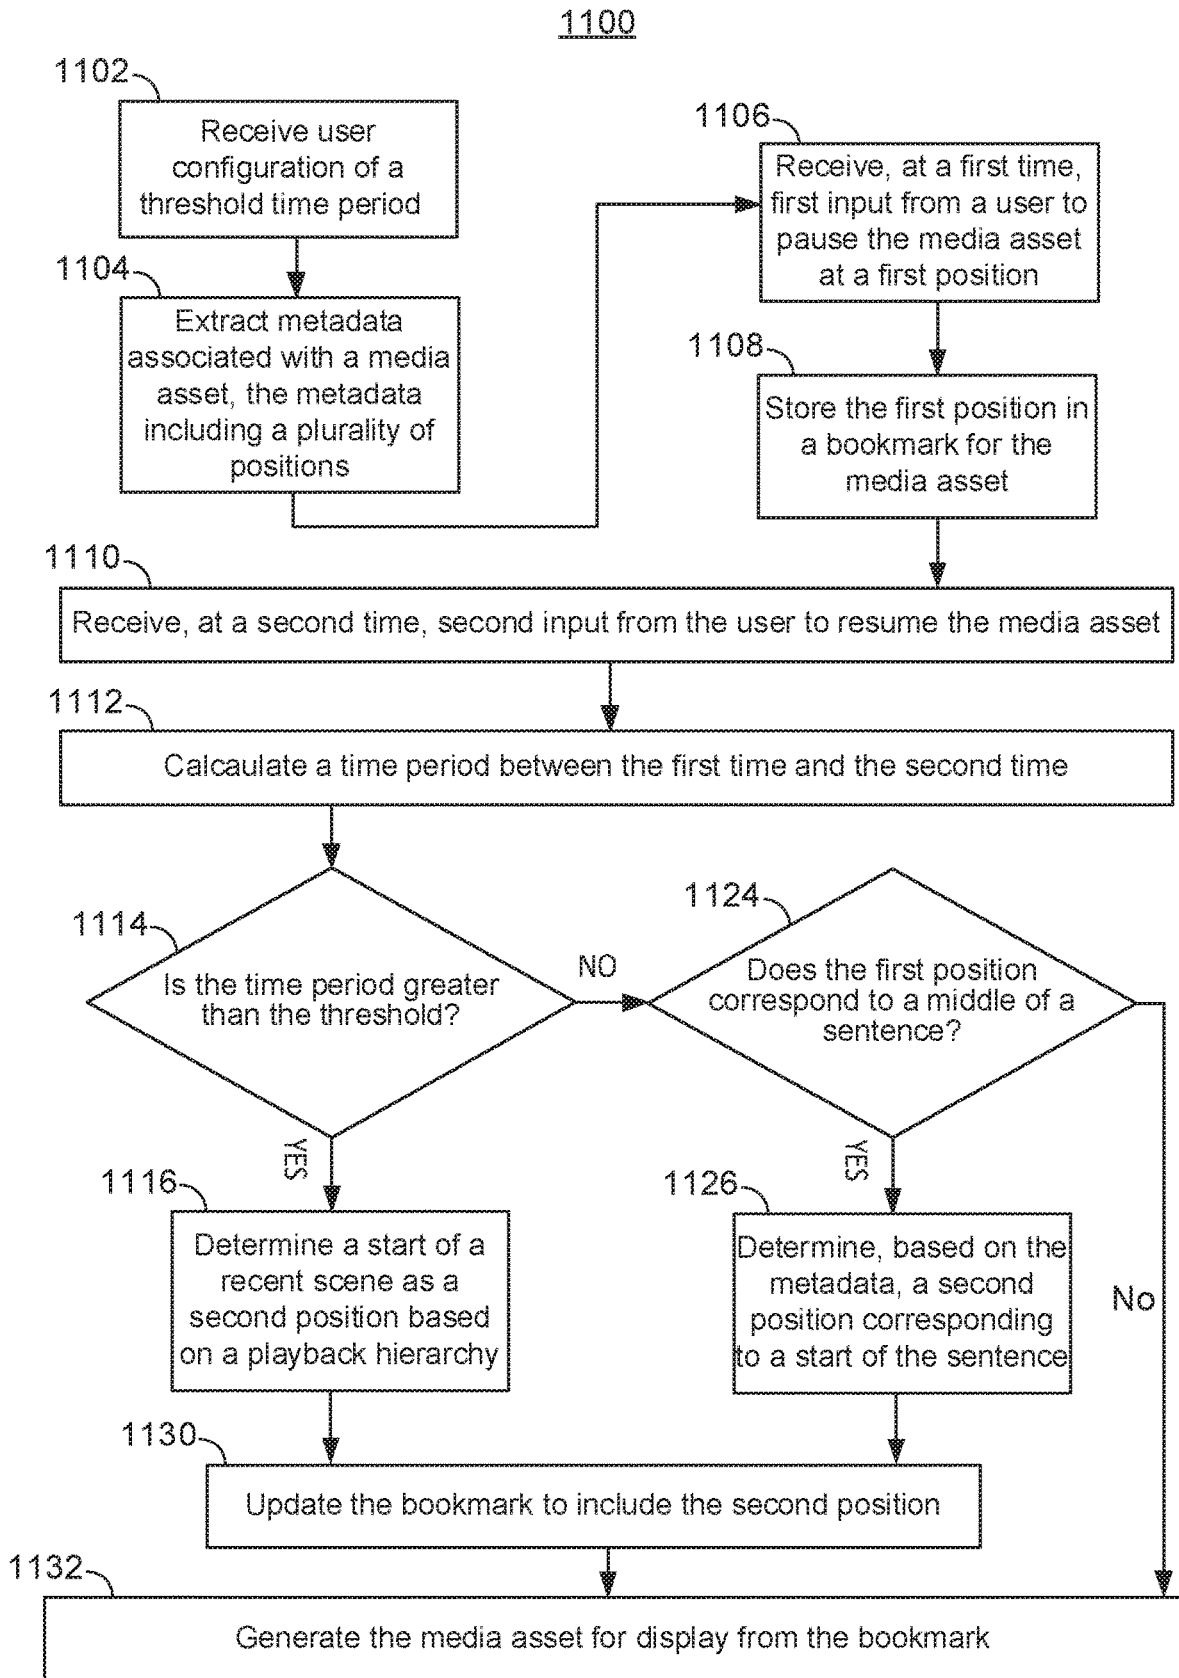 1100
1102
Receive user
configuration of a
threshold time period
1104
Extract metadata
associated with a media
asset, the metadata
including a plurality of
positions
1106
Receive, at a first time,
first input from a user to
pause the media asset
at a first position
1108
Store the first position in
a bookmark for the
media asset
1110
Receive, at a second time, second input from the user to resume the media asset
1112
Calcaulate a time period between the first time and the second time
1114
Is the time period greater
than the threshold?
NO
YES
1124
Does the first position
correspond to a middle of a
sentence?
YES
No
1116
Determine a start of a
recent scene as a
second position based
on a playback hierarchy
1126
Determine, based on the
metadata, a second
position corresponding
to a start of the sentence
1130
Update the bookmark to include the second position
1132
Generate the media asset for display from the bookmark